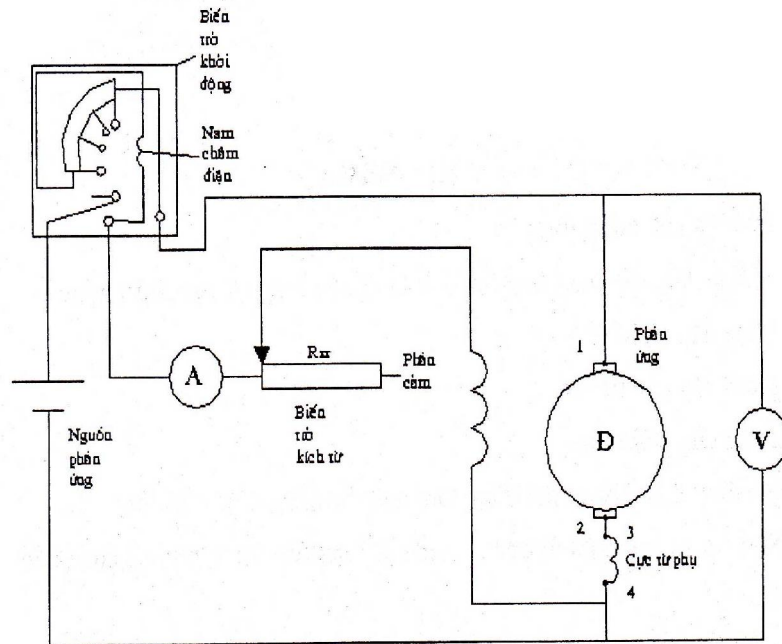 Biến
trở
khởi
động
Nam
châm
điện
A
Rkt
Phần
cảm
Biến
trở
kích từ
Nguồn
phần
ứng
1
Phần
ứng
Đ
V
2
3
Cực từ phụ
4